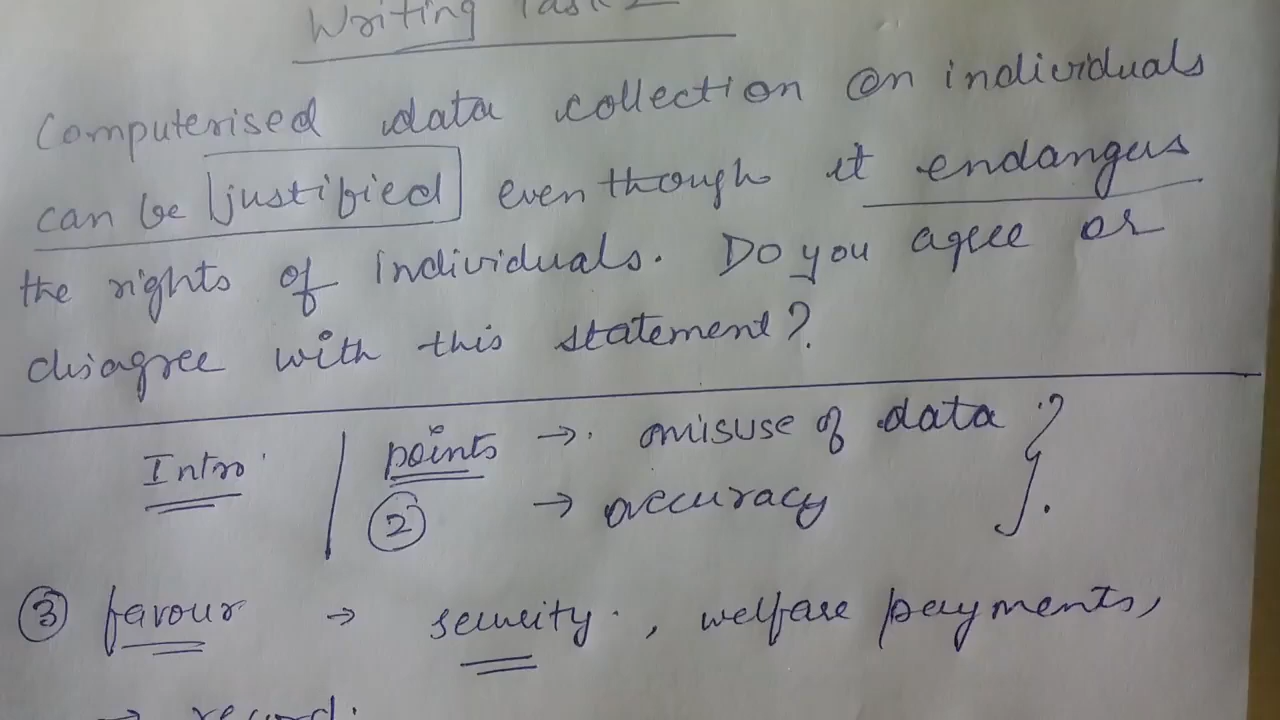 Writing Task 2
Computerised data collection on individuals
can be justified even though it endangers
the rights of individuals. Do you agree or
disagree with this statement?
Intro | points → misuse of data }
② → accuracy
③ favour → security, welfare payments,
→ record.